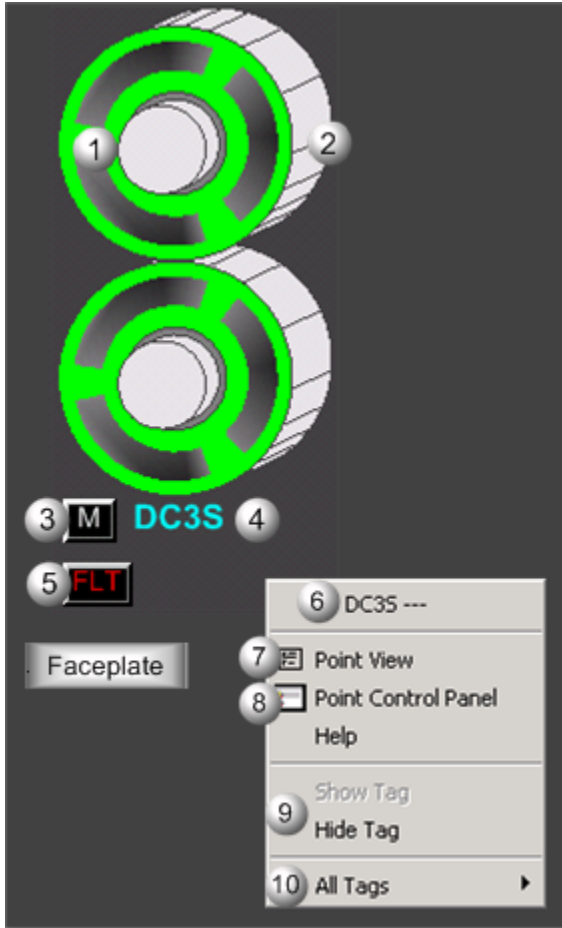 1
2
3 M DC3S 4
5 FLT
Faceplate
6 DC3S ---
7 Point View
8 Point Control Panel
Help
Show Tag
9
Hide Tag
10 All Tags